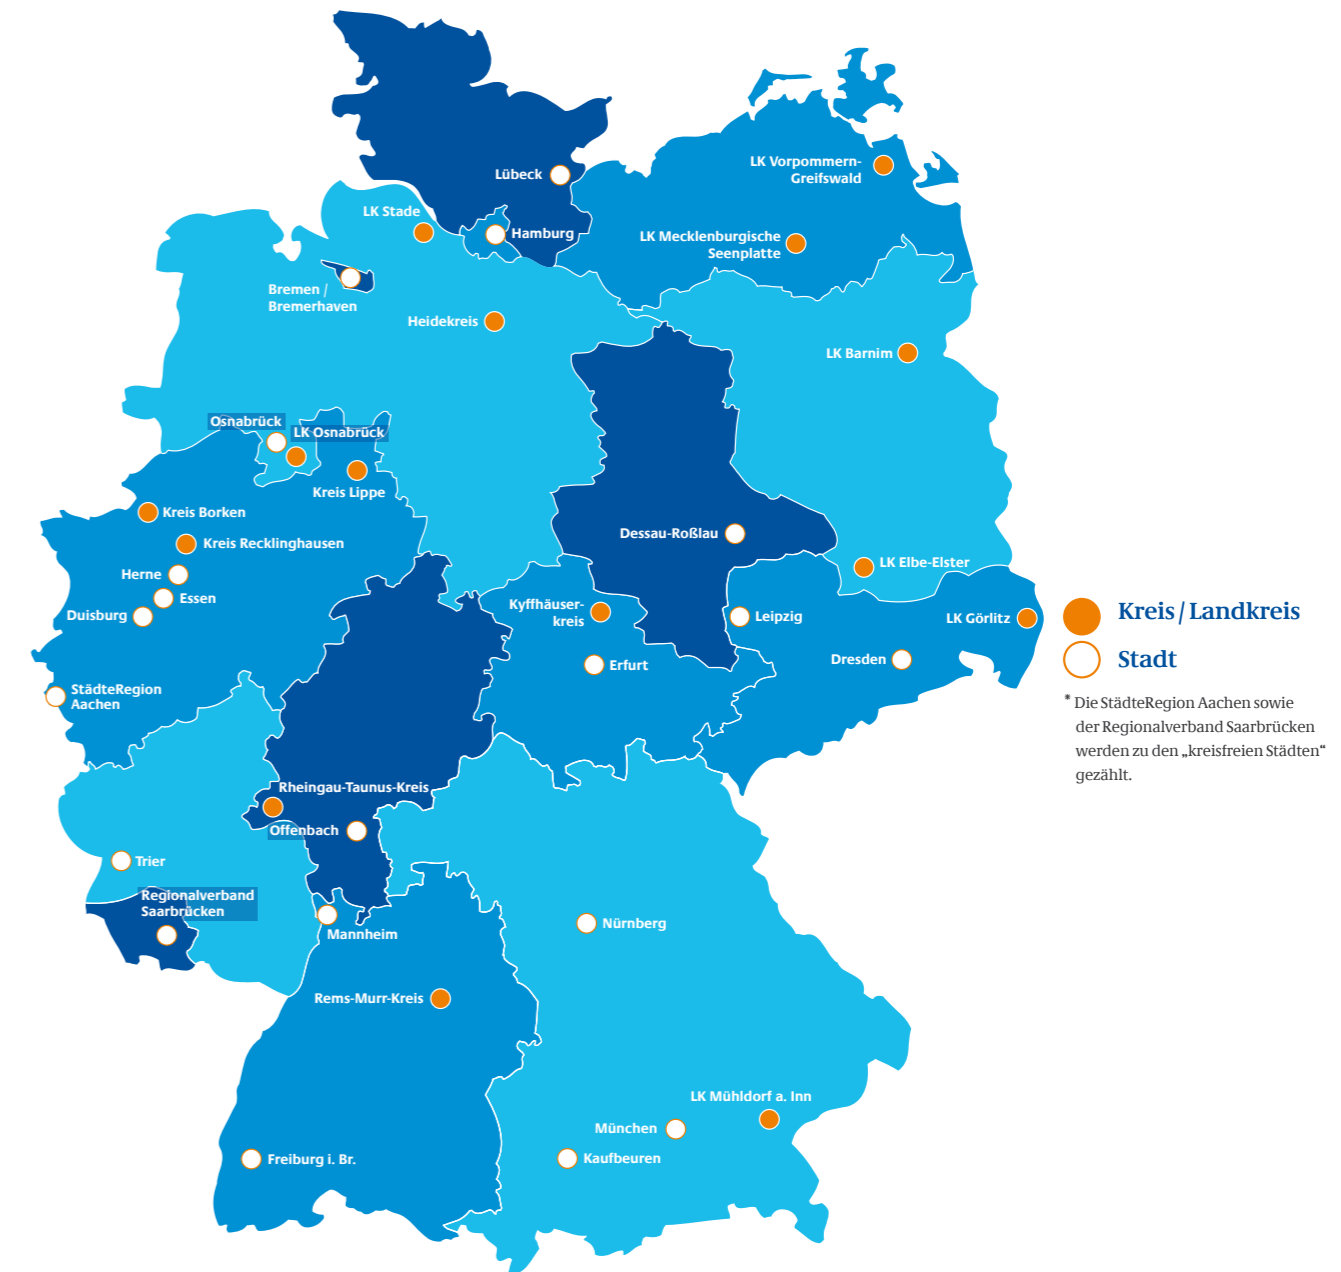 LK Vorpommern-
Greifswald
Lübeck
LK Stade
Hamburg
LK Mecklenburgische
Seenplatte
Bremen /
Bremerhaven
Heidekreis
LK Barnim
Osnabrück
LK Osnabrück
Kreis Lippe
Kreis Borken
Kreis Recklinghausen
Dessau-Roßlau
Herne
LK Elbe-Elster
Essen
Duisburg
Kyffhäuser-
kreis
Leipzig
LK Görlitz
Erfurt
Dresden
StädteRegion
Aachen
Rheingau-Taunus-Kreis
Offenbach
Trier
Regionalverband
Saarbrücken
Mannheim
Nürnberg
Rems-Murr-Kreis
LK Mühldorf a. Inn
München
Kaufbeuren
Freiburg i. Br.
Kreis / Landkreis
Stadt
* Die StädteRegion Aachen sowie
der Regionalverband Saarbrücken
werden zu den „kreisfreien Städten“
gezählt.